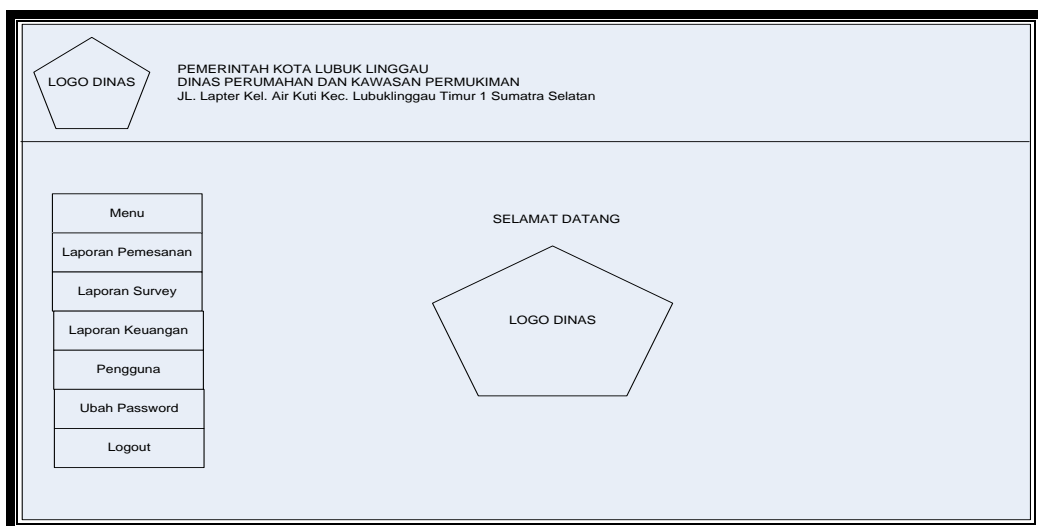 LOGO DINAS
PEMERINTAH KOTA LUBUK LINGGAU
DINAS PERUMAHAN DAN KAWASAN PERMUKIMAN
JL. Lapter Kel. Air Kuti Kec. Lubuklinggau Timur 1 Sumatra Selatan
Menu
Laporan Pemesanan
Laporan Survey
Laporan Keuangan
Pengguna
Ubah Password
Logout
SELAMAT DATANG
LOGO DINAS